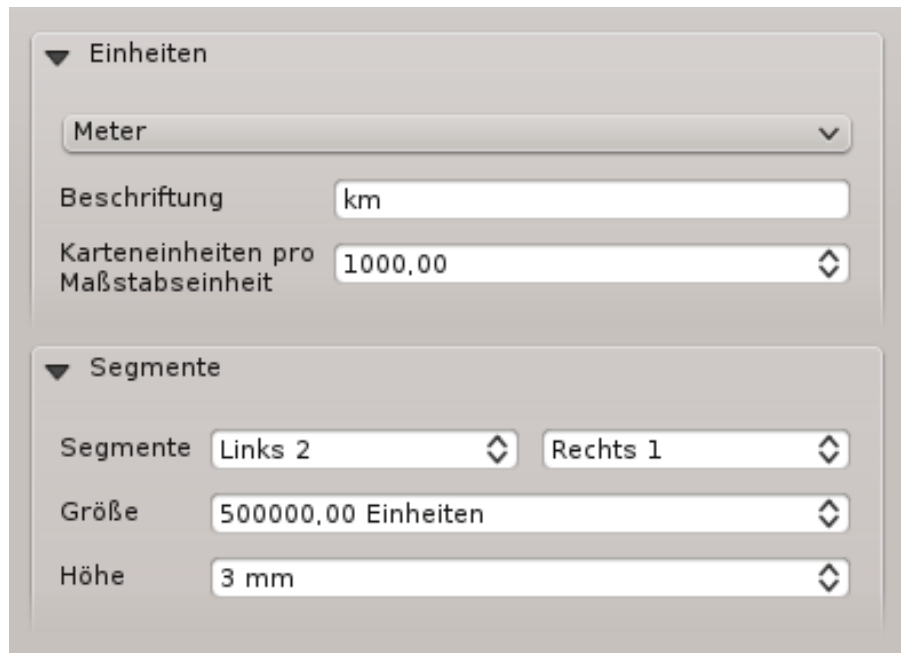 Einheiten
Meter
Beschriftung km
Karteneinheiten pro
Maßstabseinheit 1000,00
Segmente
Segmente Links 2 Rechts 1
Größe 500000,00 Einheiten
Höhe 3 mm